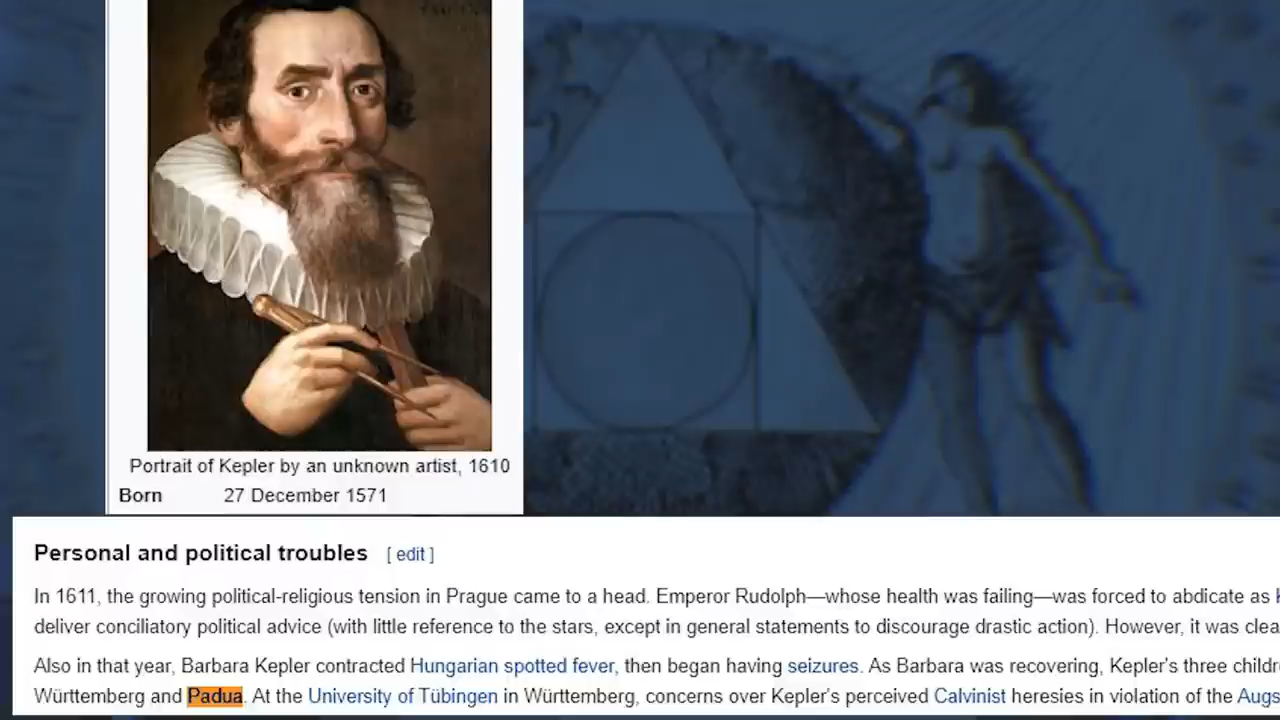 Portrait of Kepler by an unknown artist, 1610
Born 27 December 1571
Personal and political troubles [ edit ]
In 1611, the growing political-religious tension in Prague came to a head. Emperor Rudolph—whose health was failing—was forced to abdicate as
deliver conciliatory political advice (with little reference to the stars, except in general statements to discourage drastic action). However, it was clea
Also in that year, Barbara Kepler contracted Hungarian spotted fever, then began having seizures. As Barbara was recovering, Kepler's three childr
Württemberg and Padua. At the University of Tübingen in Württemberg, concerns over Kepler's perceived Calvinist heresies in violation of the Augs